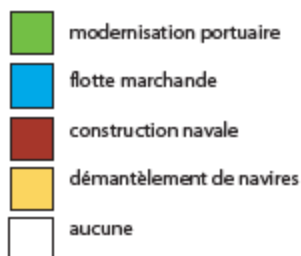 modernisation portuaire
flotte marchande
construction navale
démantèlement de navires
aucune